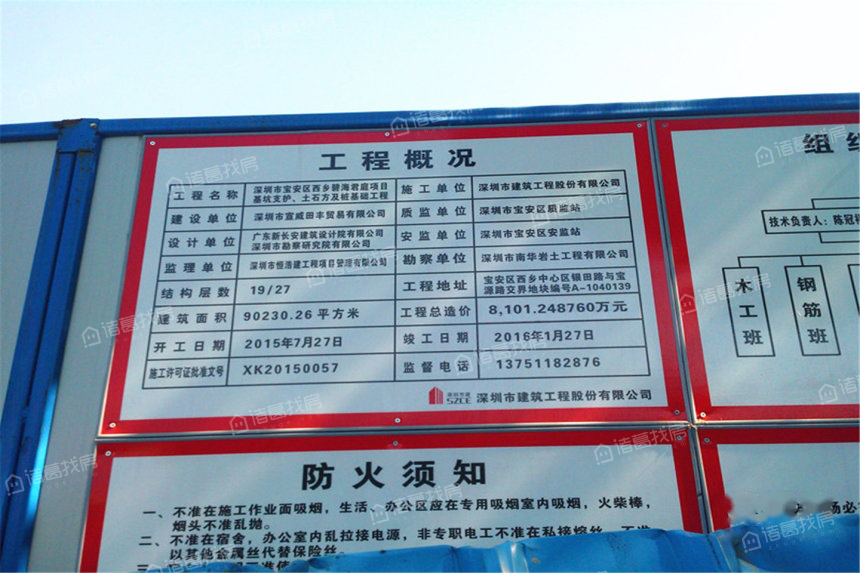 工程概况
工程名称 深圳市宝安区西乡碧海君庭项目
基坑支护、土石方及桩基础工程
施工单位 深圳市建筑工程股份有限公司
建设单位 深圳市宣威田丰贸易有限公司
质监单位 深圳市宝安区质监站
设计单位 广东新长安建筑设计院有限公司
深圳市勘察研究院有限公司
安监单位 深圳市宝安区安监站
监理单位 深圳市恒浩建工程项目管理有限公司
勘察单位 深圳市南华岩土工程有限公司
结构层数 19/27
工程地址 宝安区西乡中心区银田路与宝
源路交界地块编号A-1040139
建筑面积 90230.26 平方米
工程总造价 8,101.248760万元
开工日期 2015年7月27日
竣工日期 2016年1月27日
施工许可证批准文号 XK20150057
监督电话 13751182876
深圳市建
SZCE
深圳市建筑工程股份有限公司
组
技术负责人：陈冠
木工班
钢筋班
防火须知
一、不准在施工作业面吸烟，生活、办公区应在专用吸烟室内吸烟，火柴棒，
烟头不准乱抛。
二、不准在宿舍，办公室内乱拉接电源，非专职电工不准在私接熔丝，不准
以其他金属丝代替保险丝。
三
场必
诸葛找房